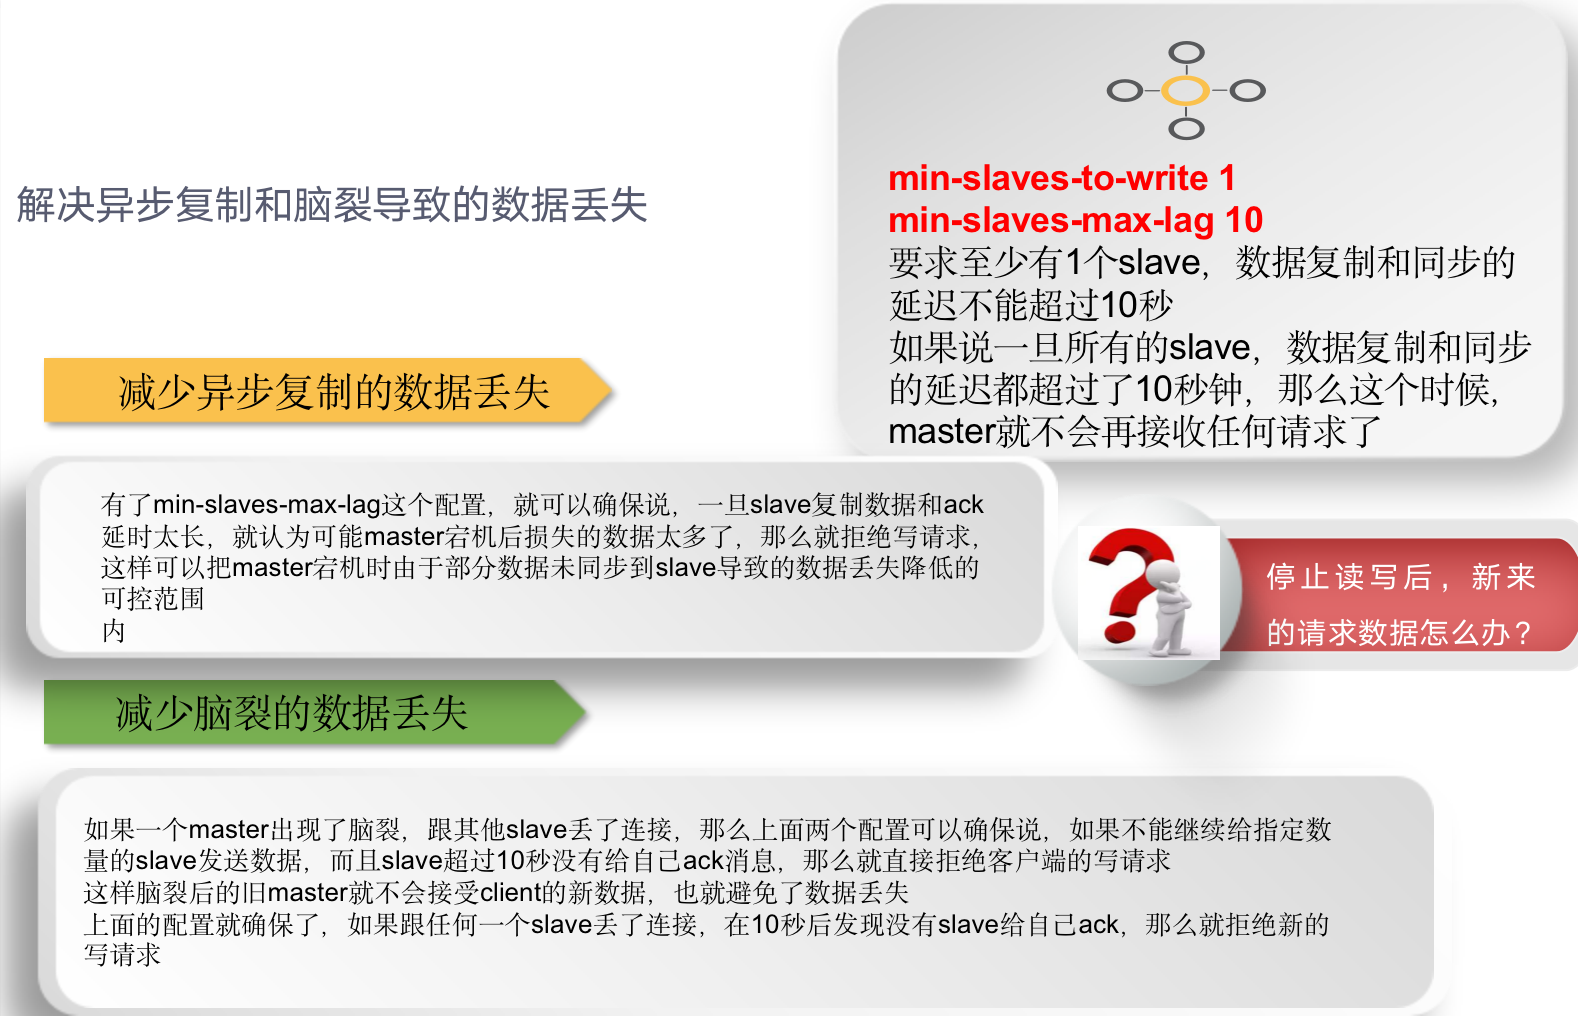 解决异步复制和脑裂导致的数据丢失
min-slaves-to-write 1
min-slaves-max-lag 10
要求至少有1个slave，数据复制和同步的
延迟不能超过10秒
如果说一旦所有的slave，数据复制和同步
的延迟都超过了10秒钟，那么这个时候，
master就不会再接收任何请求了
减少异步复制的数据丢失
有了min-slaves-max-lag这个配置，就可以确保说，一旦slave复制数据和ack
延时太长，就认为可能master宕机后损失的数据太多了，那么就拒绝写请求，
这样可以把master宕机时由于部分数据未同步到slave导致的数据丢失降低的
可控范围
内
停止读写后，新来
的请求数据怎么办？
减少脑裂的数据丢失
如果一个master出现了脑裂，跟其他slave丢了连接，那么上面两个配置可以确保说，如果不能继续给指定数
量的slave发送数据，而且slave超过10秒没有给自己ack消息，那么就直接拒绝客户端的写请求
这样脑裂后的旧master就不会接受client的新数据，也就避免了数据丢失
上面的配置就确保了，如果跟任何一个slave丢了连接，在10秒后发现没有slave给自己ack，那么就拒绝新的
写请求